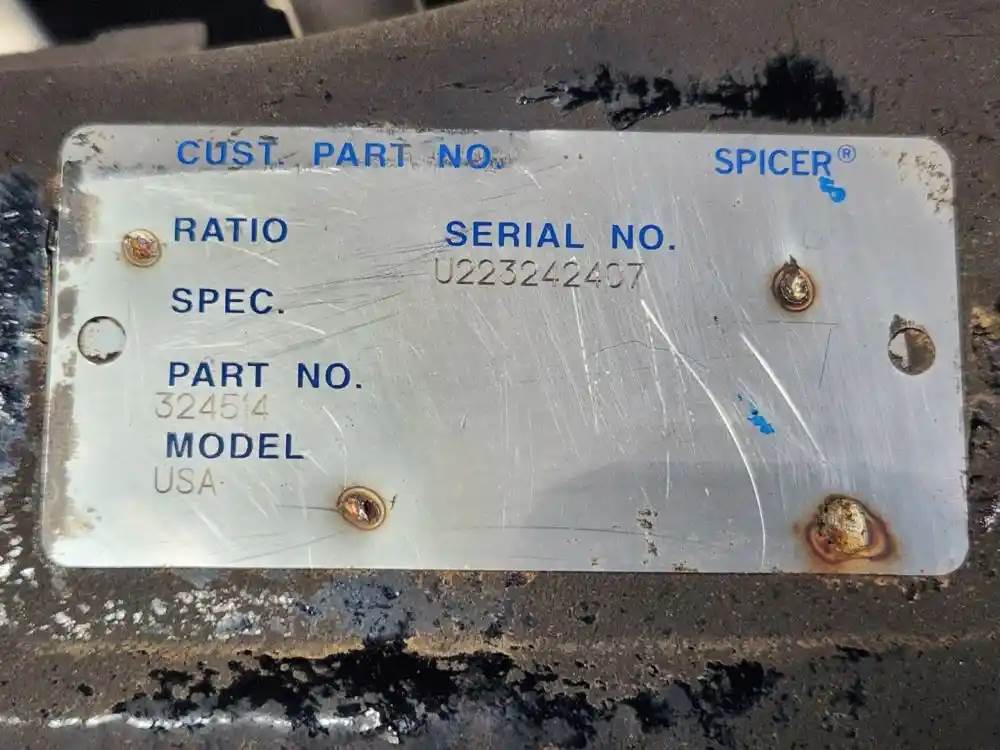 CUST. PART NO. SPICER®
RATIO SERIAL NO.
U223242407
SPEC.
PART NO.
324514
MODEL
USA